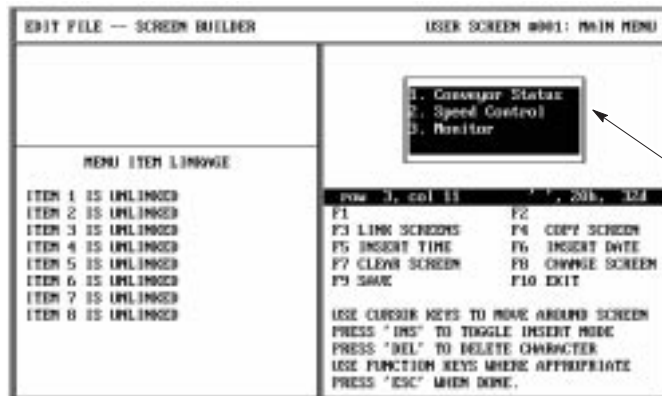 EDIT FILE -- SCREEN BUILDER
USER SCREEN #001: MAIN MENU
1. Conveyor Status
2. Speed Control
3. Monitor
MENU ITEM LINKAGE
ITEM 1 IS UNLINKED
ITEM 2 IS UNLINKED
ITEM 3 IS UNLINKED
ITEM 4 IS UNLINKED
ITEM 5 IS UNLINKED
ITEM 6 IS UNLINKED
ITEM 7 IS UNLINKED
ITEM 8 IS UNLINKED
row 3, col 11 ' ', 20h, 32d
F1 F2
F3 LINK SCREENS F4 COPY SCREEN
F5 INSERT TIME F6 INSERT DATE
F7 CLEAR SCREEN F8 CHANGE SCREEN
F9 SAVE F10 EXIT
USE CURSOR KEYS TO MOVE AROUND SCREEN
PRESS 'INS' TO TOGGLE INSERT MODE
PRESS 'DEL' TO DELETE CHARACTER
USE FUNCTION KEYS WHERE APPROPRIATE
PRESS 'ESC' WHEN DONE.